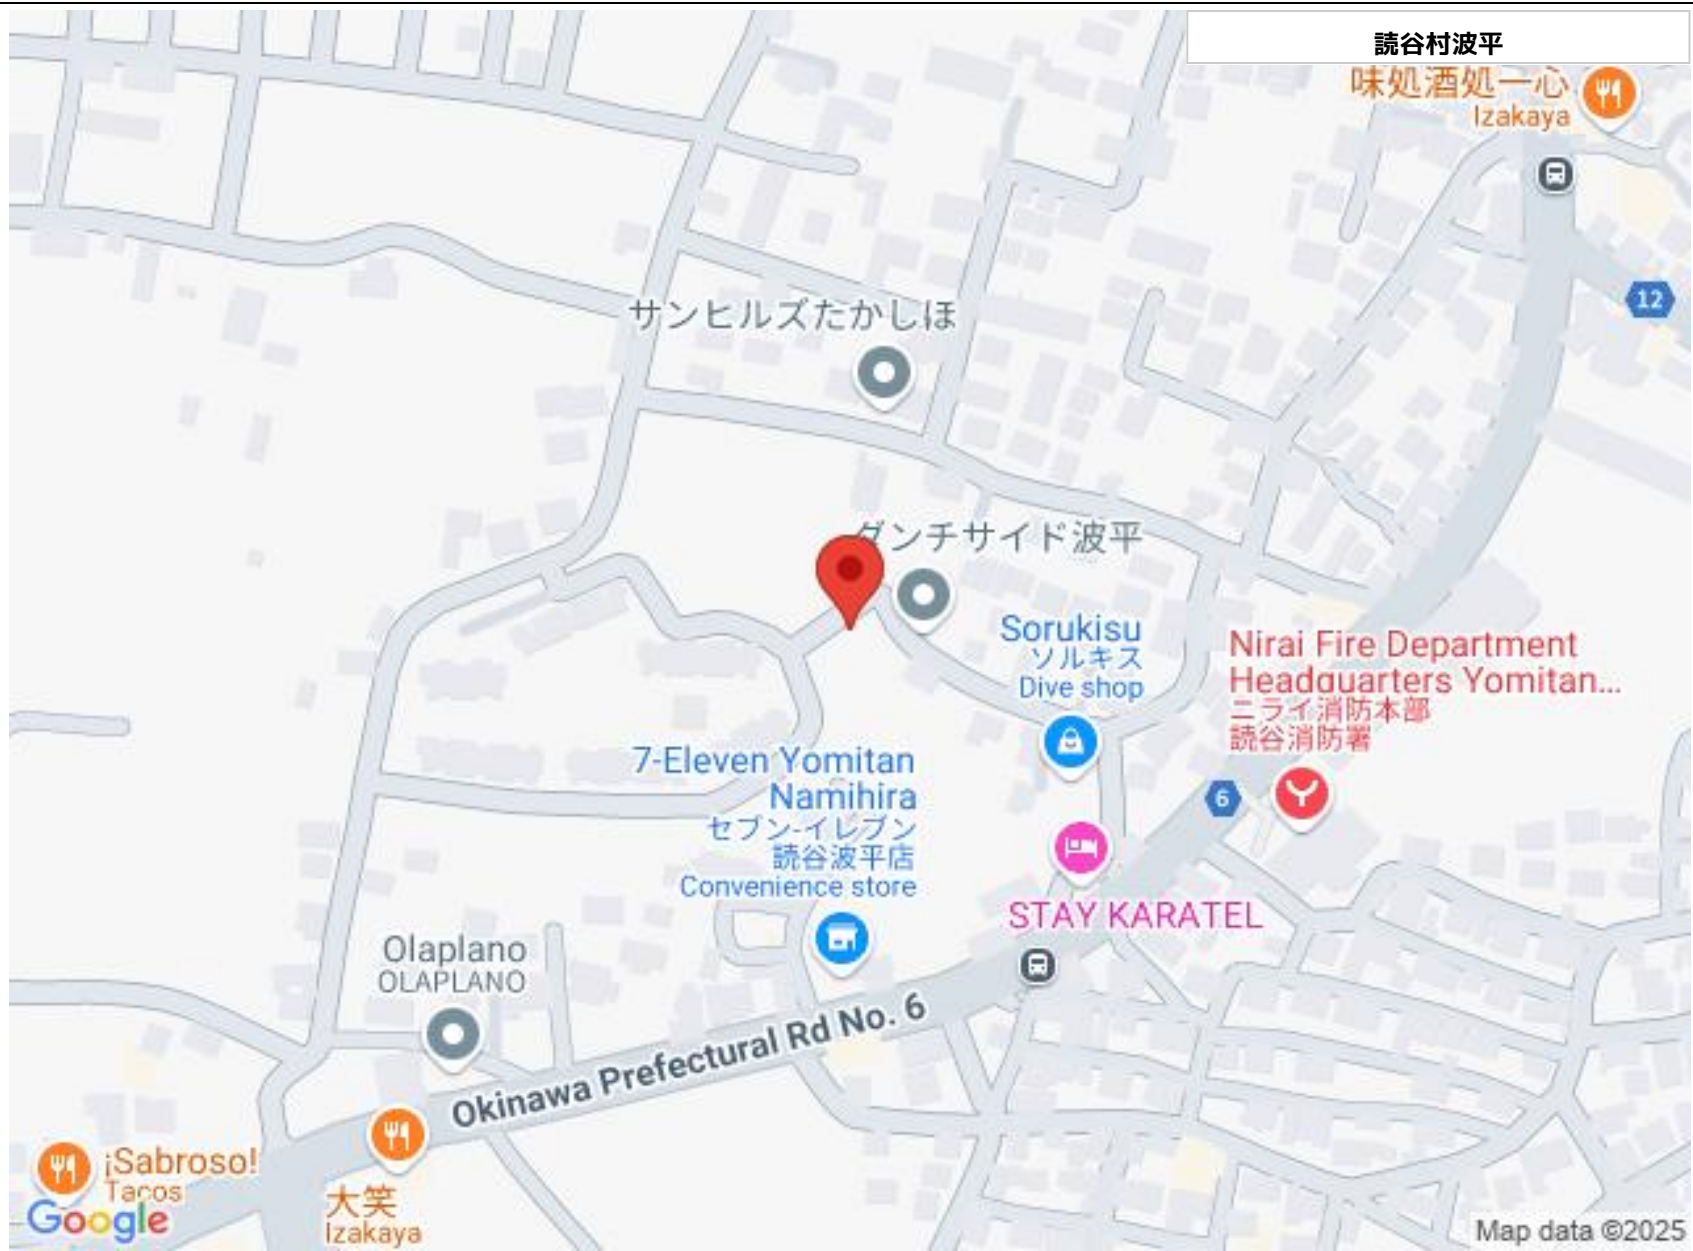 読谷村波平
味処酒処一心
Izakaya
12
サンヒルズたかしほ
ダンチサイド波平
Sorukisu
ソルキス
Dive shop
Nirai Fire Department
Headquarters Yomitan...
ニライ消防本部
読谷消防署
7-Eleven Yomitan
Namihira
セブン-イレブン
読谷波平店
Convenience store
6
STAY KARATEL
Olaplano
OLAPLANO
Okinawa Prefectural Rd No. 6
¡Sabroso!
Tacos
大笑
Izakaya
Google
Map data ©2025